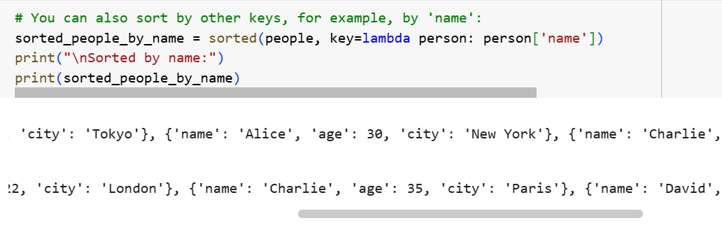 # You can also sort by other keys, for example, by 'name':
sorted_people_by_name = sorted(people, key=lambda person: person['name'])
print("\nSorted by name:")
print(sorted_people_by_name)
'city': 'Tokyo'}, {'name': 'Alice', 'age': 30, 'city': 'New York'}, {'name': 'Charlie',
22, 'city': 'London'}, {'name': 'Charlie', 'age': 35, 'city': 'Paris'}, {'name': 'David',